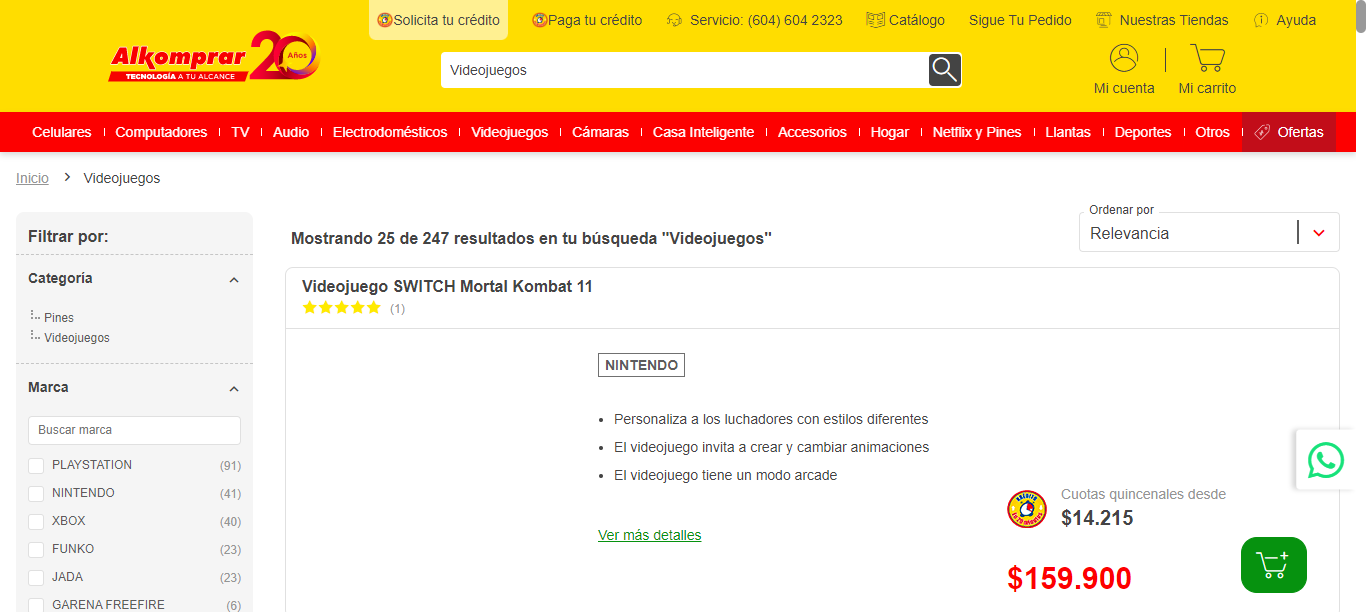 Solicita tu crédito
Paga tu crédito
Servicio: (604) 604 2323
Catálogo
Sigue Tu Pedido
Nuestras Tiendas
Ayuda
Alkomprar 20 Años
TECNOLOGÍA A TU ALCANCE
Videojuegos
Mi cuenta
Mi carrito
Celulares
Computadores
TV
Audio
Electrodomésticos
Videojuegos
Cámaras
Casa Inteligente
Accesorios
Hogar
Netflix y Pines
Llantas
Deportes
Otros
Ofertas
Inicio
Videojuegos
Filtrar por:
Categoría
Pines
Videojuegos
Marca
Buscar marca
PLAYSTATION (91)
NINTENDO (41)
XBOX (40)
FUNKO (23)
JADA (23)
GARENA FREEFIRE (6)
Mostrando 25 de 247 resultados en tu búsqueda "Videojuegos"
Ordenar por
Relevancia
Videojuego SWITCH Mortal Kombat 11
(1)
NINTENDO
Personaliza a los luchadores con estilos diferentes
El videojuego invita a crear y cambiar animaciones
El videojuego tiene un modo arcade
Ver más detalles
Cuotas quincenales desde
$14.215
$159.900